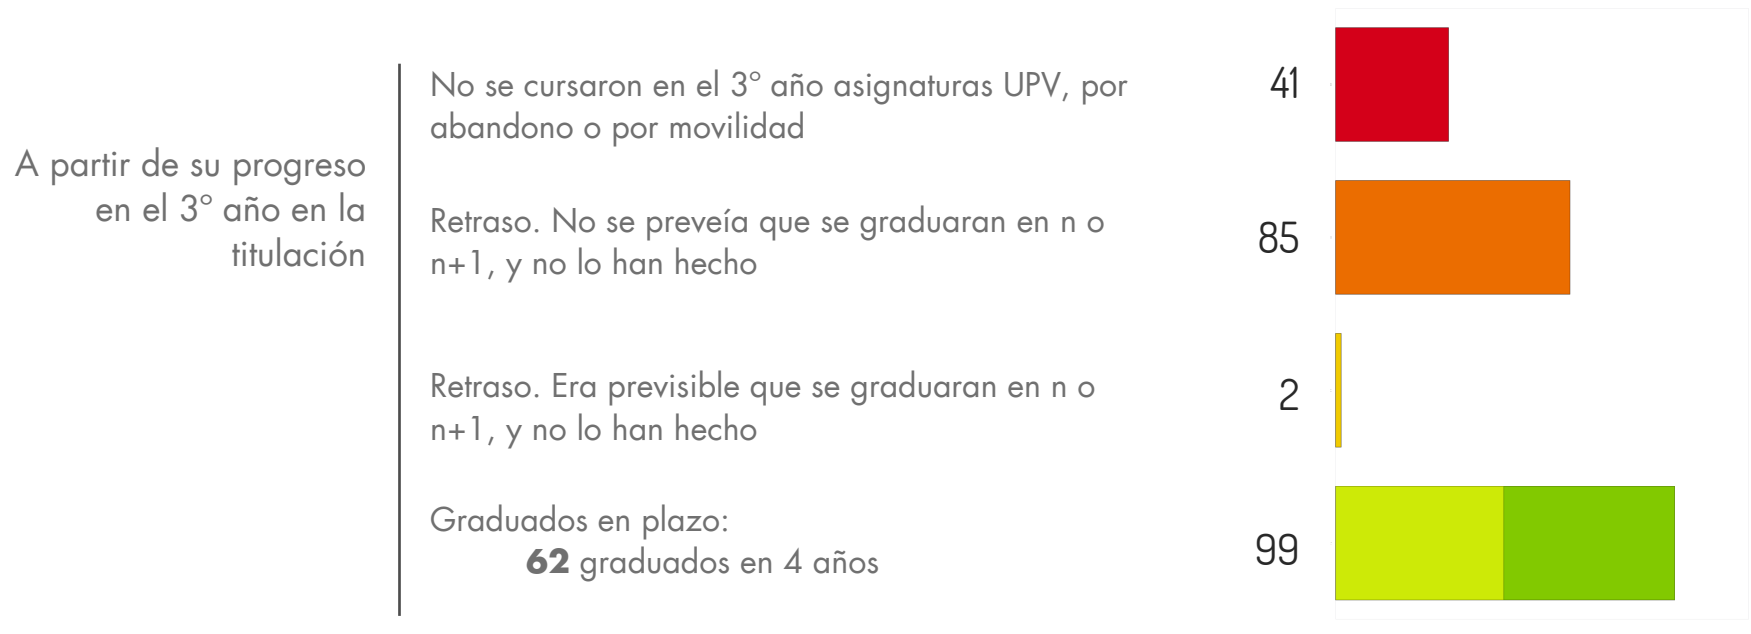 A partir de su progreso
en el 3º año en la
titulación
No se cursaron en el 3º año asignaturas UPV, por
abandono o por movilidad
41
Retraso. No se preveía que se graduaran en n o
n+1, y no lo han hecho
85
Retraso. Era previsible que se graduaran en n o
n+1, y no lo han hecho
2
Graduados en plazo:
62 graduados en 4 años
99